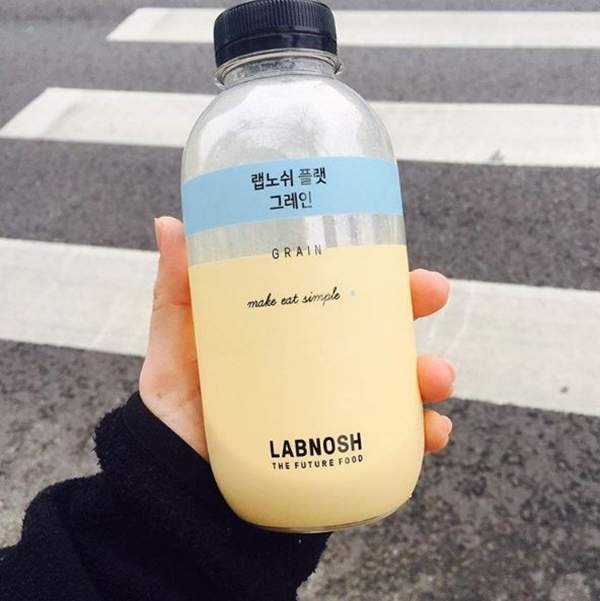 랩노쉬 플랫
그레인
GRAIN
make eat simple
LABNOSH
THE FUTURE FOOD